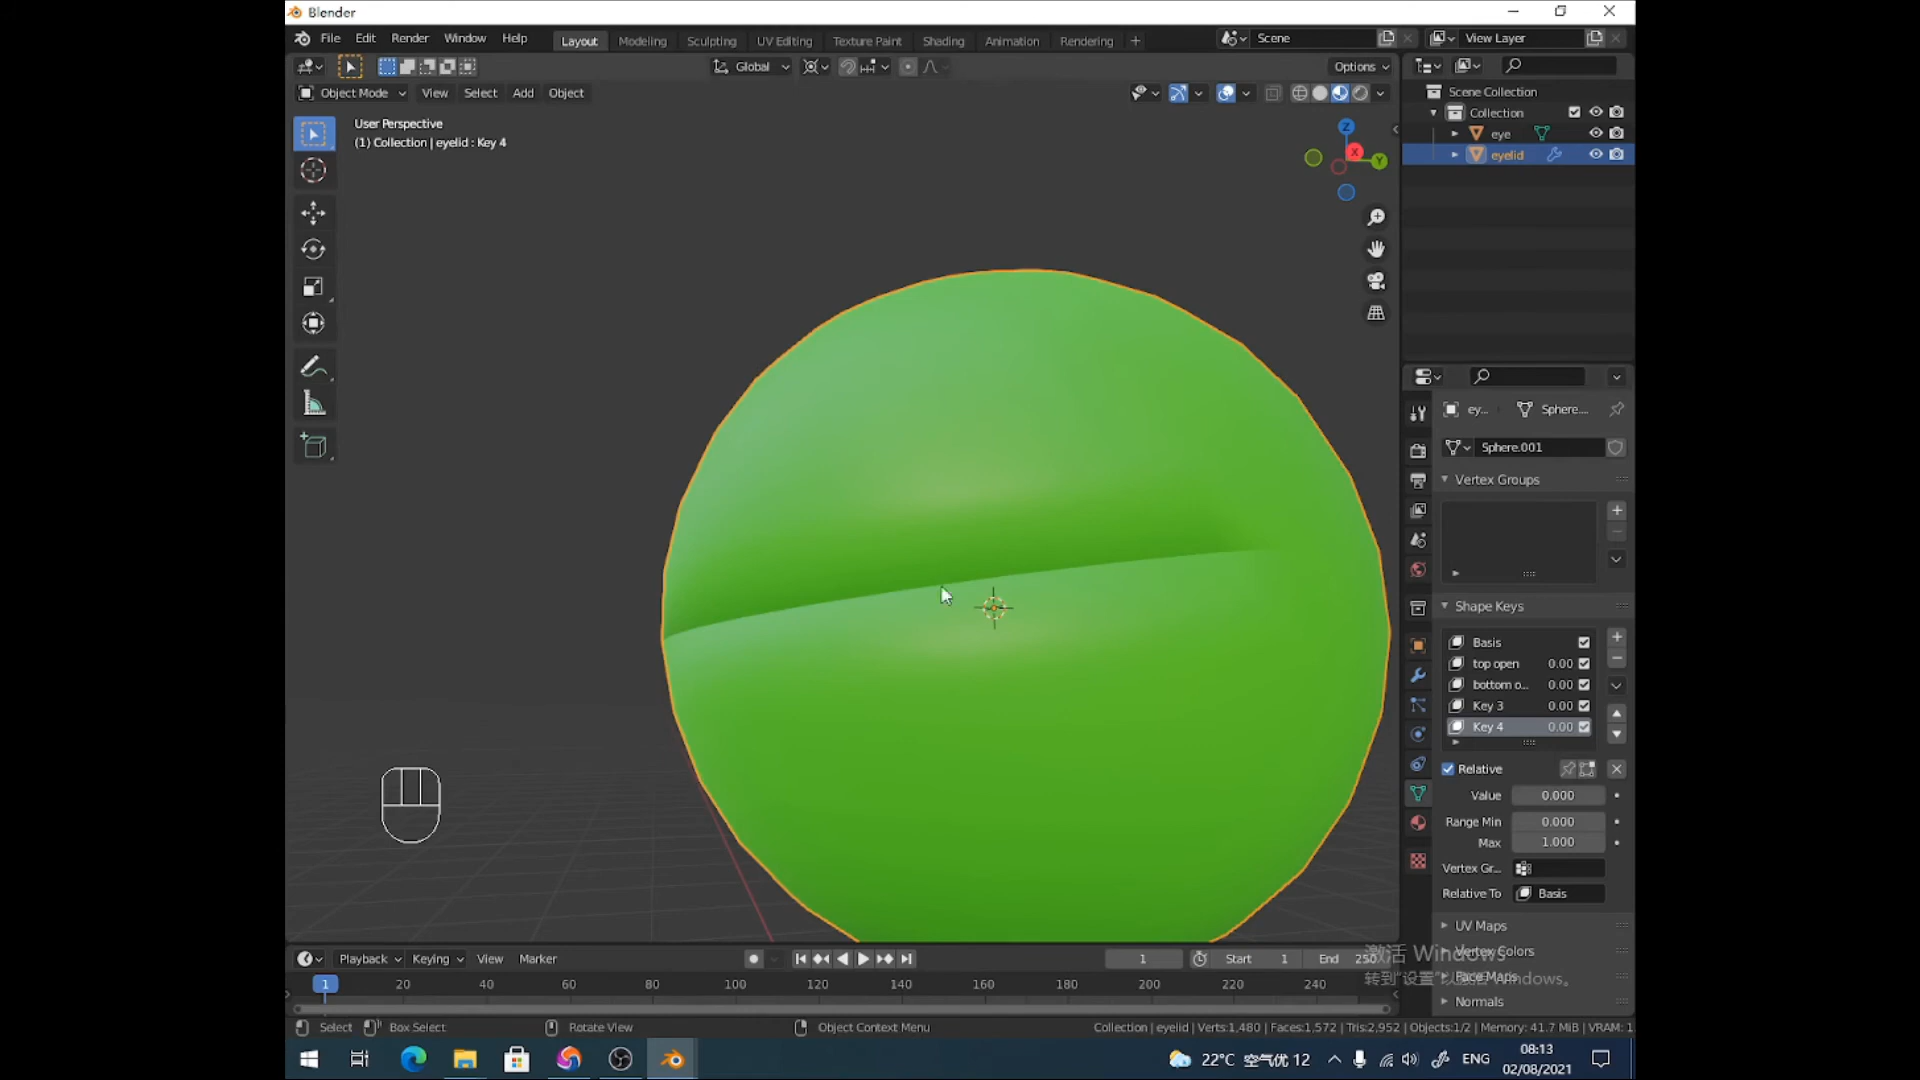 Blender
File Edit Render Window Help Layout Modeling Sculpting UV Editing Texture Paint Shading Animation Rendering + Scene View Layer
Global Options
Object Mode View Select Add Object
User Perspective
(1) Collection | eyelid : Key 4
Z
X
Y
Scene Collection
Collection
eye
eyelid
ey... Sphere....
Sphere.001
Vertex Groups
Shape Keys
Basis
top open 0.00
bottom o... 0.00
Key 3 0.00
Key 4 0.00
Relative
Value 0.000
Range Min 0.000
Max 1.000
Vertex Gr...
Relative To Basis
UV Maps
Vertex Colors
Face Maps
Normals
激活 Windows
转到"设置"以激活 Windows。
Playback Keying View Marker 1 Start 1 End 250
1 20 40 60 80 100 120 140 160 180 200 220 240
Select Box Select Rotate View Object Context Menu Collection | eyelid | Verts:1,480 | Faces:1,572 | Tris:2,952 | Objects:1/2 | Memory: 41.7 MiB | VRAM: 1.
22°C 空气优 12 ENG 08:13
02/08/2021